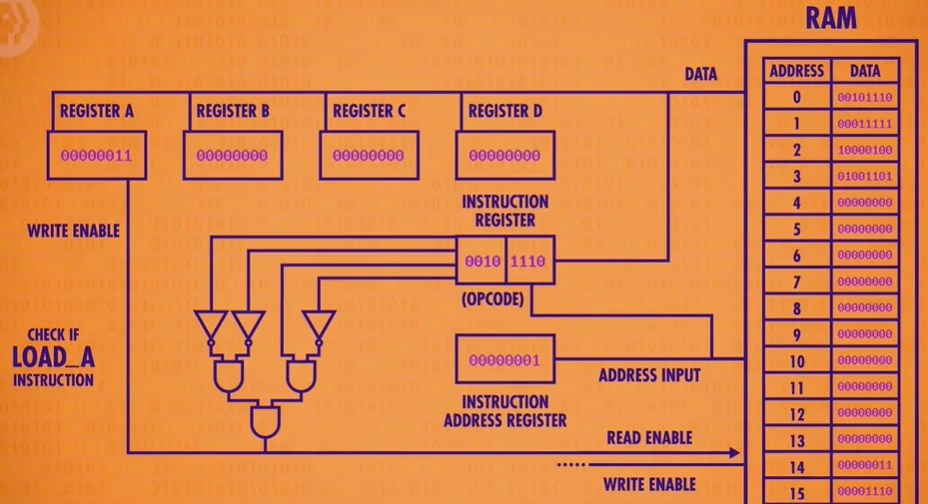 RAM
DATA
ADDRESS DATA
0 00101110
1 00011111
2 10000100
3 01001101
4 00000000
5 00000000
6 00000000
7 00000000
8 00000000
9 00000000
10 00000000
11 00000000
12 00000000
13 00000000
14 00000011
15 00001110
REGISTER A
00000011
REGISTER B
00000000
REGISTER C
00000000
REGISTER D
00000000
WRITE ENABLE
INSTRUCTION
REGISTER
0010 1110
(OPCODE)
CHECK IF
LOAD_A
INSTRUCTION
00000001
ADDRESS INPUT
INSTRUCTION
ADDRESS REGISTER
READ ENABLE
WRITE ENABLE